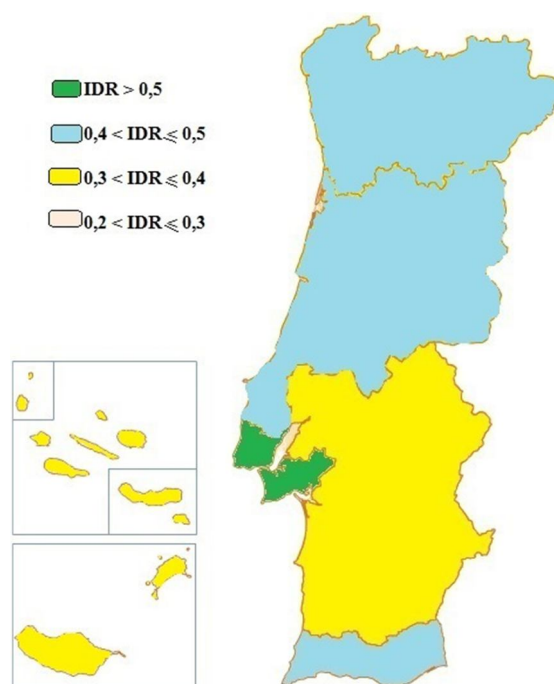 IDR > 0,5
0,4 < IDR ⩽ 0,5
0,3 < IDR ⩽ 0,4
0,2 < IDR ⩽ 0,3